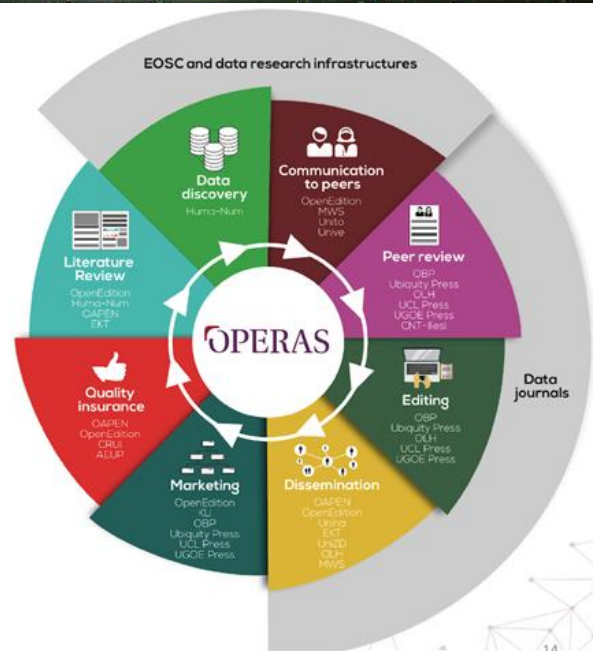 EOSC and data research infrastructures
Data
discovery
Huma-Num
Communication
to peers
OpenEdition
MWS
Unito
Unive
Peer review
OBP
Ubiquity Press
OLH
UCL Press
UGOE Press
CNT-Ilesi
Editing
OBP
Ubiquity Press
OLH
UCL Press
UGOE Press
Data
journals
Dissemination
OAPEN
OpenEdition
Uniha
EKT
UniZD
OLH
MWS
Marketing
OpenEdition
KU
OBP
Ubiquity Press
UCL Press
UGOE Press
Quality
insurance
OAPEN
OpenEdition
CRUI
AEUP
Literature
Review
OpenEdition
Huma-Num
OAPEN
EKT
OPERAS
14